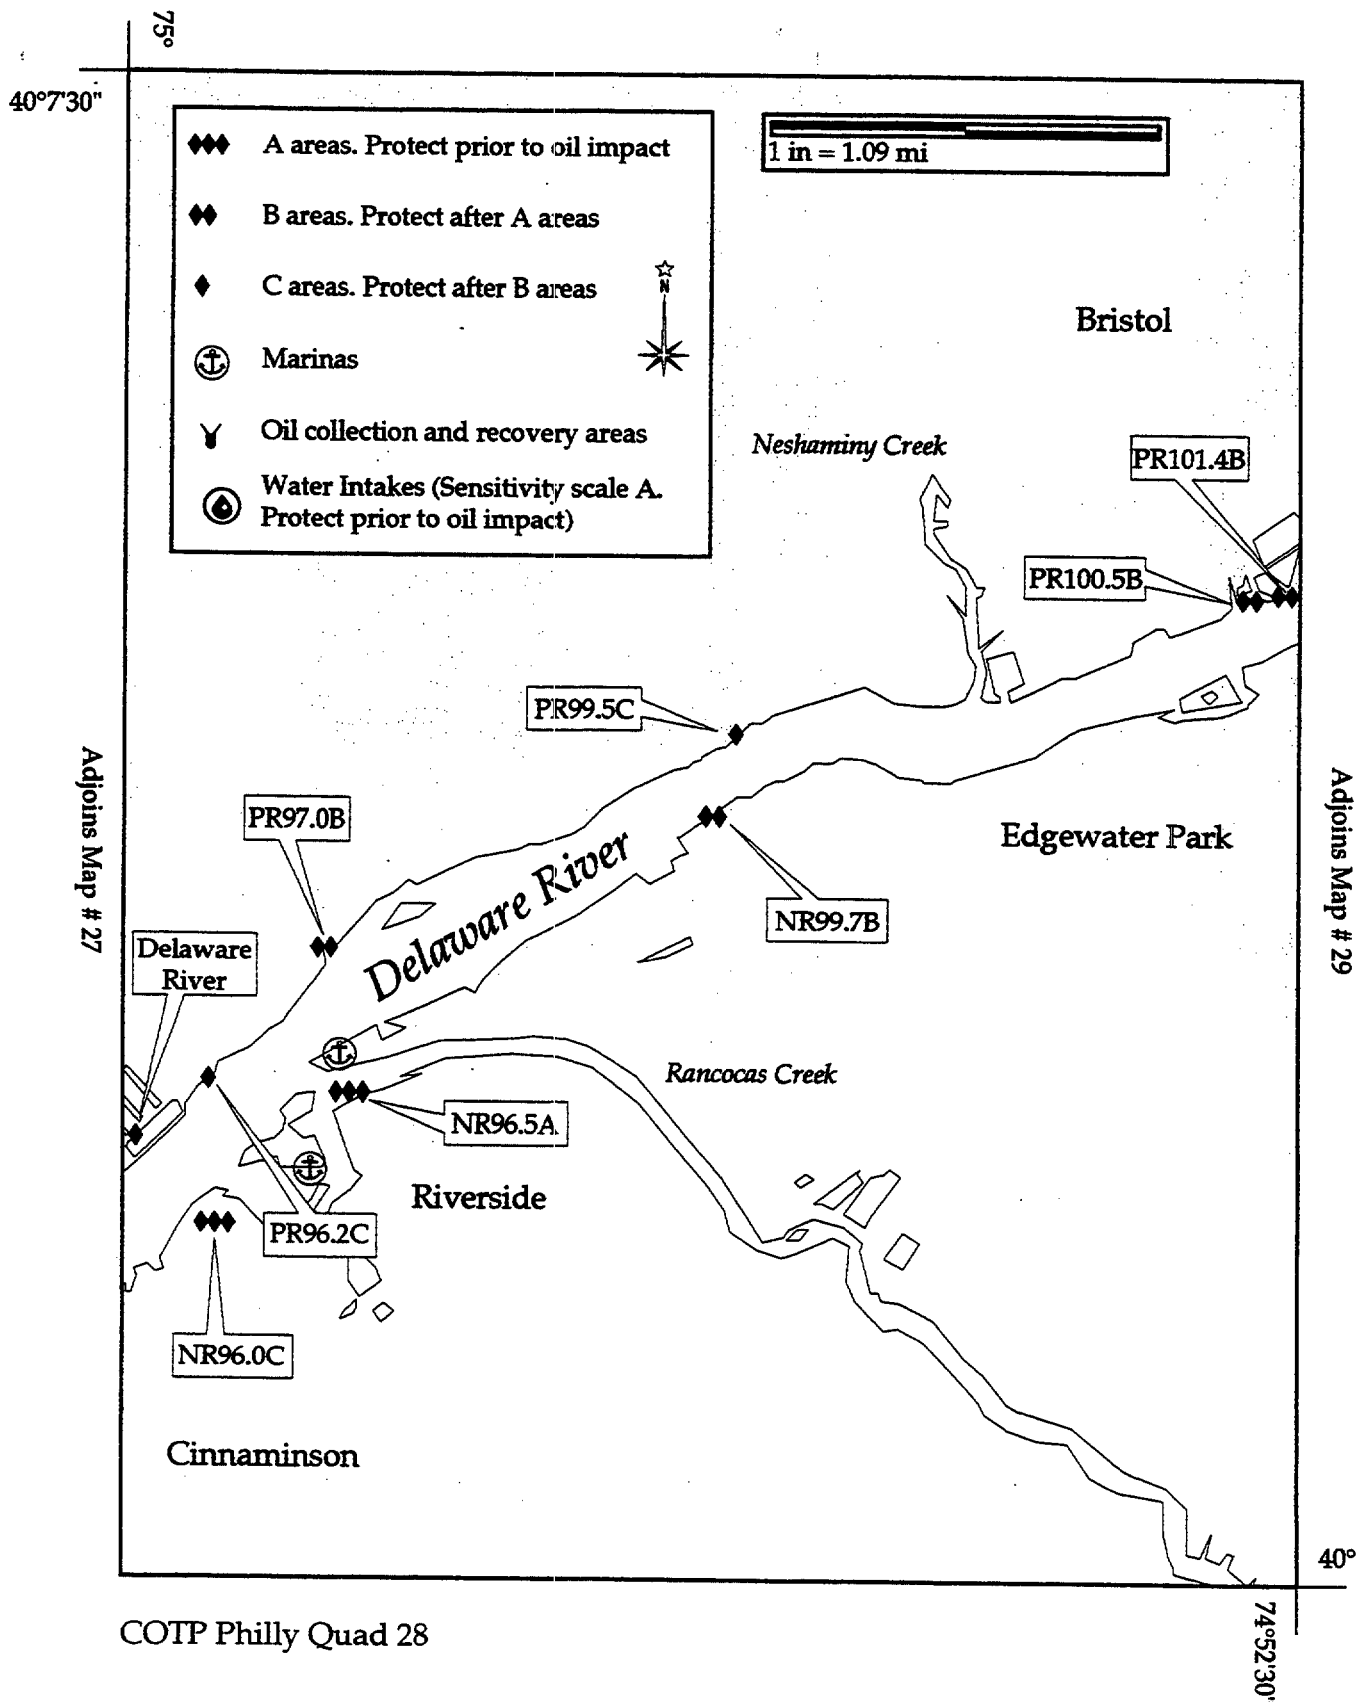 75°
40°7'30"
A areas. Protect prior to oil impact
B areas. Protect after A areas
C areas. Protect after B areas
N
Marinas
Oil collection and recovery areas
Water Intakes (Sensitivity scale A.
Protect prior to oil impact)
1 in = 1.09 mi
Bristol
Neshaminy Creek
PR101.4B
PR100.5B
PR99.5C
Adjoins Map # 27
Adjoins Map # 29
PR97.0B
Edgewater Park
Delaware River
NR99.7B
Delaware
River
Rancocas Creek
NR96.5A
Riverside
PR96.2C
NR96.0C
Cinnaminson
40°
74°52'30'
COTP Philly Quad 28